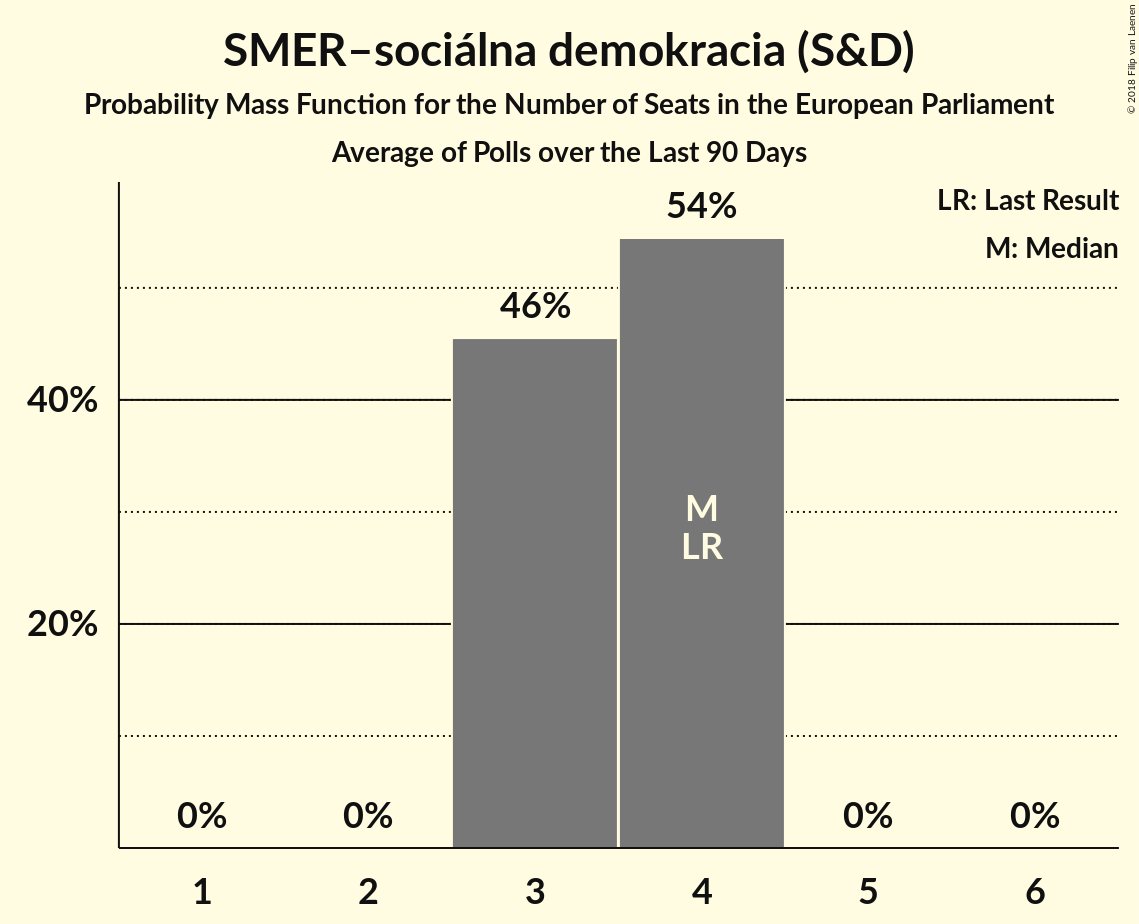 SMER–sociálna demokracia (S&D)
Probability Mass Function for the Number of Seats in the European Parliament
Average of Polls over the Last 90 Days
© 2018 Filip van Laenen
LR: Last Result
M: Median
54%
46%
40%
M
LR
20%
0% 0% 0% 0%
1 2 3 4 5 6